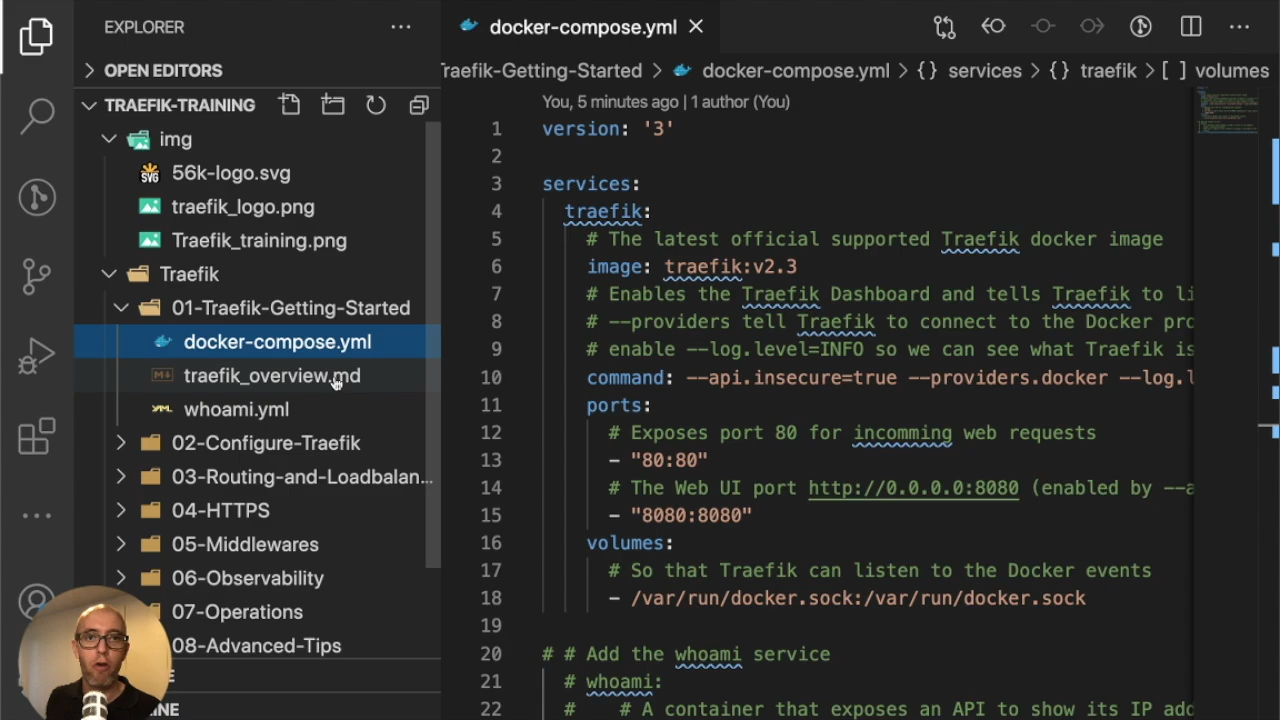 EXPLORER
OPEN EDITORS
TRAEFIK-TRAINING
img
56k-logo.svg
traefik_logo.png
Traefik_training.png
Traefik
01-Traefik-Getting-Started
docker-compose.yml
traefik_overview.md
whoami.yml
02-Configure-Traefik
03-Routing-and-Loadbalan...
04-HTTPS
05-Middlewares
06-Observability
07-Operations
08-Advanced-Tips
docker-compose.yml
raefik-Getting-Started > docker-compose.yml > {} services > {} traefik > [ ] volumes
You, 5 minutes ago | 1 author (You)
1 version: '3'
2
3 services:
4 traefik:
5 # The latest official supported Traefik docker image
6 image: traefik:v2.3
7 # Enables the Traefik Dashboard and tells Traefik to li
8 # --providers tell Traefik to connect to the Docker pro
9 # enable --log.level=INFO so we can see what Traefik is
10 command: --api.insecure=true --providers.docker --log.l
11 ports:
12 # Exposes port 80 for incomming web requests
13 - "80:80"
14 # The Web UI port http://0.0.0.0:8080 (enabled by --a
15 - "8080:8080"
16 volumes:
17 # So that Traefik can listen to the Docker events
18 - /var/run/docker.sock:/var/run/docker.sock
19
20 # # Add the whoami service
21 # whoami:
22 # # A container that exposes an API to show its IP add